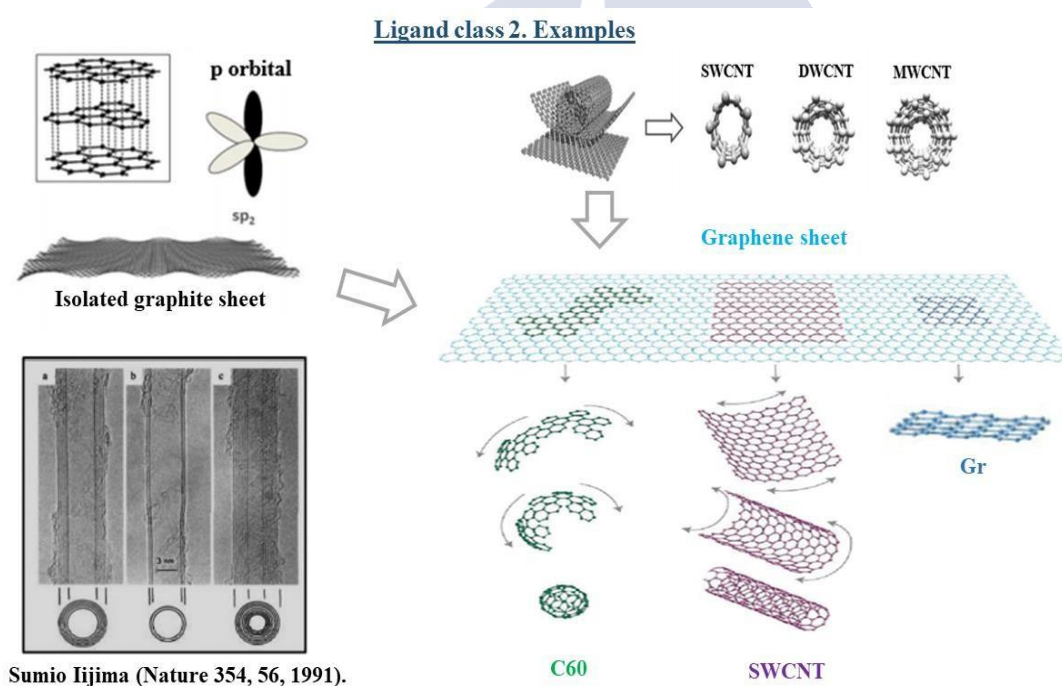 Ligand class 2. Examples
p orbital
sp2
Isolated graphite sheet
SWCNT
DWCNT
MWCNT
Graphene sheet
a
b
c
3 nm
Sumio Iijima (Nature 354, 56, 1991).
C60
SWCNT
Gr